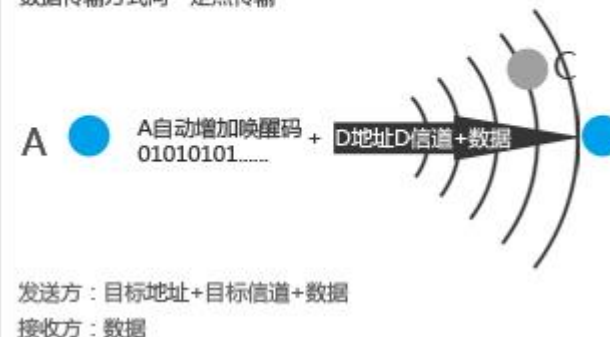 A
A自动增加唤醒码
01010101......
+
D地址D信道+数据
C
发送方：目标地址+目标信道+数据
接收方：数据